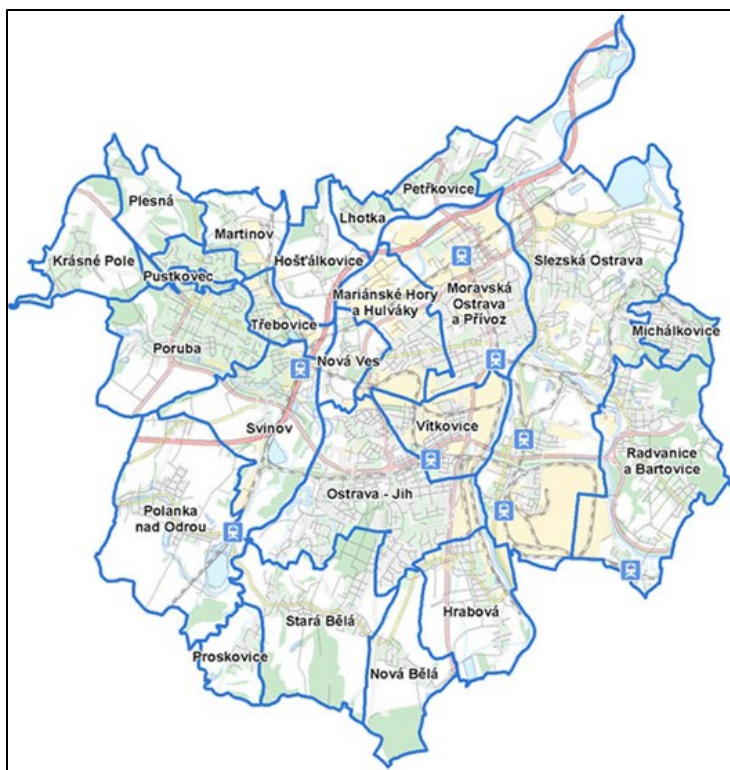 Petřkovice
Plesná
Lhotka
Martinov
Krásné Pole
Hošťálkovice
Slezská Ostrava
Pustkovec
Mariánské Hory
a Hulváky
Moravská
Ostrava
a Přívoz
Třebovice
Michálkovice
Poruba
Nová Ves
Svinov
Vítkovice
Radvanice
a Bartovice
Ostrava - Jih
Polanka
nad Odrou
Hrabová
Stará Bělá
Proskovice
Nová Bělá